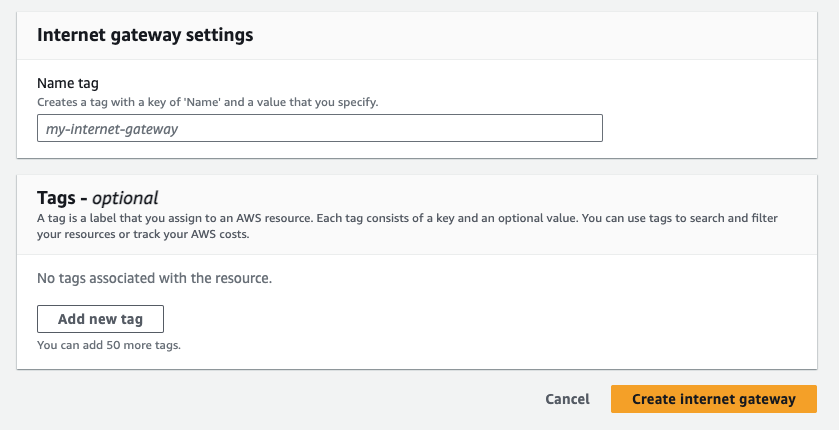 Internet gateway settings
Name tag
Creates a tag with a key of 'Name' and a value that you specify.
my-internet-gateway
Tags - optional
A tag is a label that you assign to an AWS resource. Each tag consists of a key and an optional value. You can use tags to search and filter
your resources or track your AWS costs.
No tags associated with the resource.
Add new tag
You can add 50 more tags.
Cancel Create internet gateway